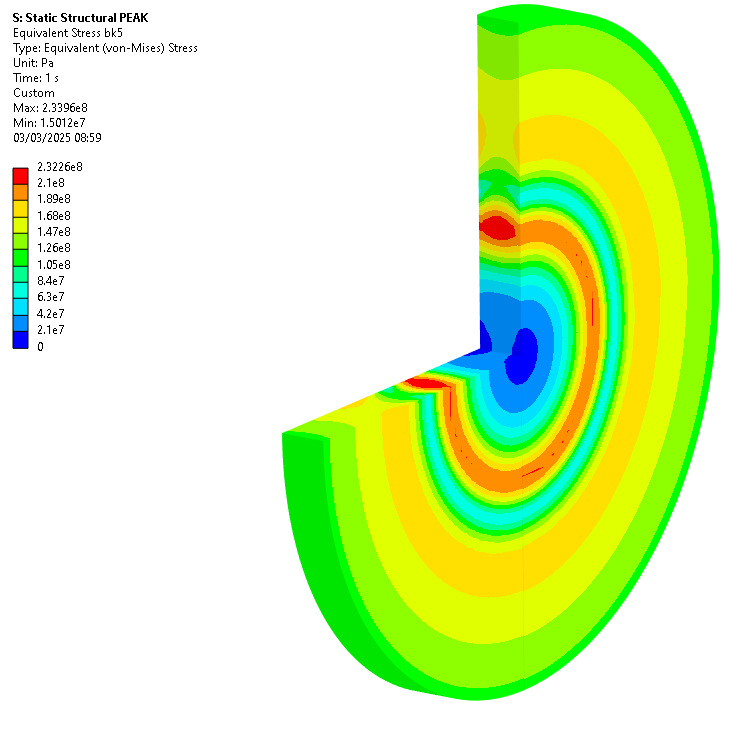 S: Static Structural PEAK
Equivalent Stress bk5
Type: Equivalent (von-Mises) Stress
Unit: Pa
Time: 1 s
Custom
Max: 2.3396e8
Min: 1.5012e7
03/03/2025 08:59
2.3226e8
2.1e8
1.89e8
1.68e8
1.47e8
1.26e8
1.05e8
8.4e7
6.3e7
4.2e7
2.1e7
0